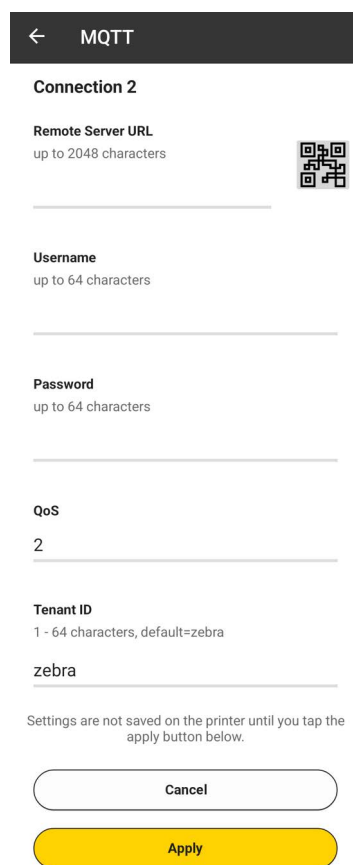 MQTT
Connection 2
Remote Server URL
up to 2048 characters
Username
up to 64 characters
Password
up to 64 characters
QoS
2
Tenant ID
1 - 64 characters, default=zebra
zebra
Settings are not saved on the printer until you tap the
apply button below.
Cancel
Apply